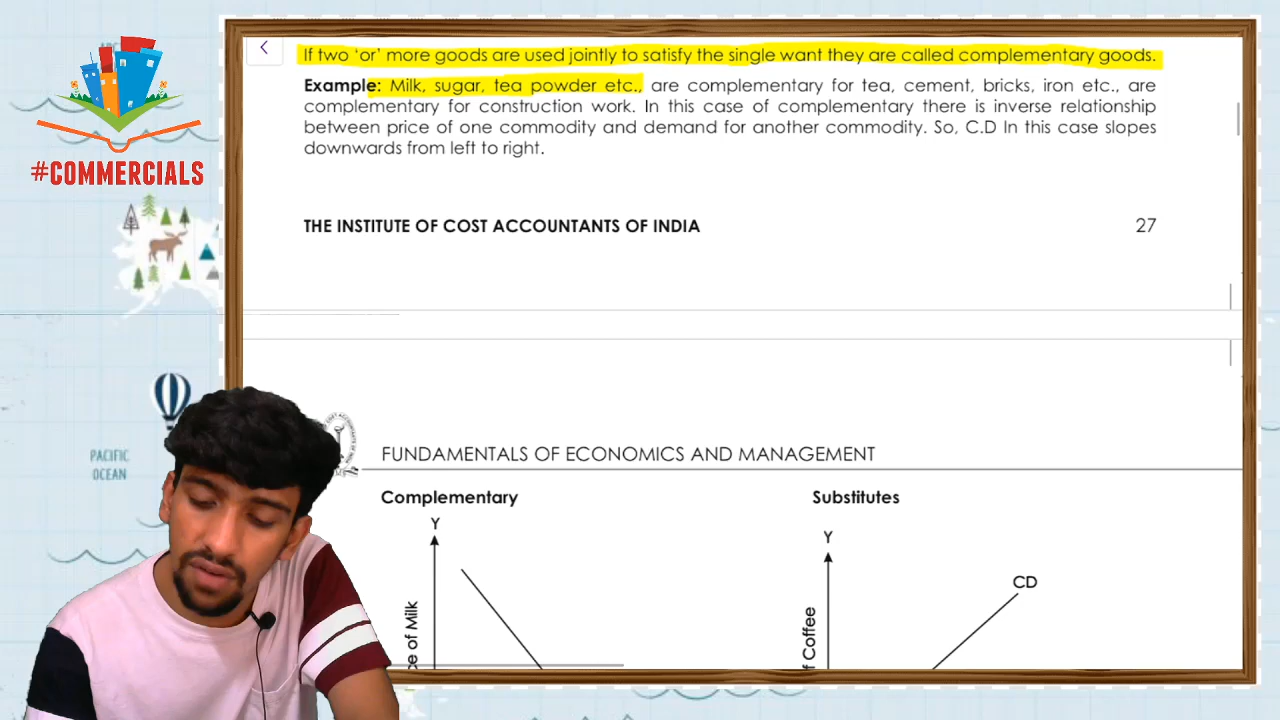 If two ‘or’ more goods are used jointly to satisfy the single want they are called complementary goods.
Example: Milk, sugar, tea powder etc., are complementary for tea, cement, bricks, iron etc., are
complementary for construction work. In this case of complementary there is inverse relationship
between price of one commodity and demand for another commodity. So, C.D In this case slopes
downwards from left to right.
#COMMERCIALS
THE INSTITUTE OF COST ACCOUNTANTS OF INDIA 27
PACIFIC
OCEAN
FUNDAMENTALS OF ECONOMICS AND MANAGEMENT
Complementary Substitutes
Y
Y
CD
of Milk
Coffee